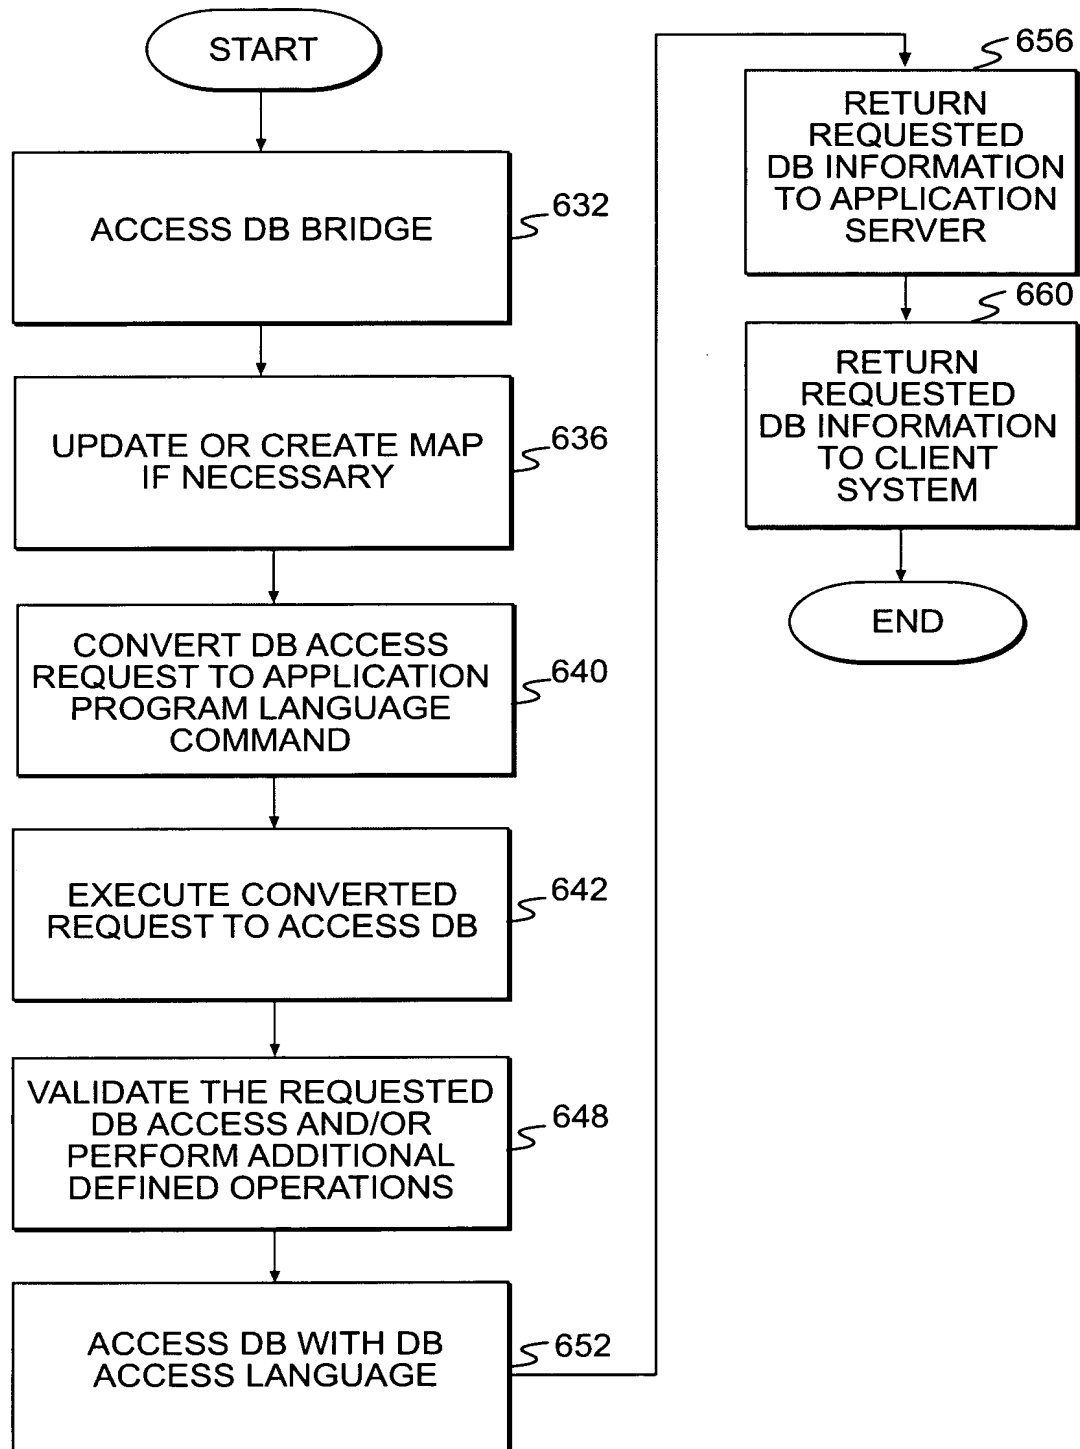 START
ACCESS DB BRIDGE
632
UPDATE OR CREATE MAP
IF NECESSARY
636
CONVERT DB ACCESS
REQUEST TO APPLICATION
PROGRAM LANGUAGE
COMMAND
640
EXECUTE CONVERTED
REQUEST TO ACCESS DB
642
VALIDATE THE REQUESTED
DB ACCESS AND/OR
PERFORM ADDITIONAL
DEFINED OPERATIONS
648
ACCESS DB WITH DB
ACCESS LANGUAGE
652
656
RETURN
REQUESTED
DB INFORMATION
TO APPLICATION
SERVER
660
RETURN
REQUESTED
DB INFORMATION
TO CLIENT
SYSTEM
END